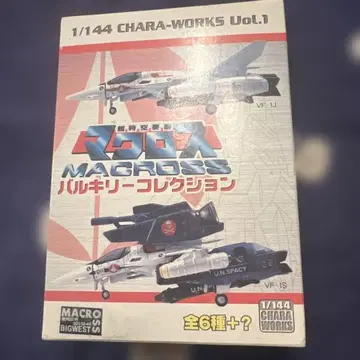 1/144 CHARA-WORKS Vol.1
VF-1J
超時空要塞
マクロス
MACROSS
バルキリーコレクション
U.N.SPACY
VF-1S
全6種+?
MACROSS
BIGWEST
1/144
CHARA
WORKS